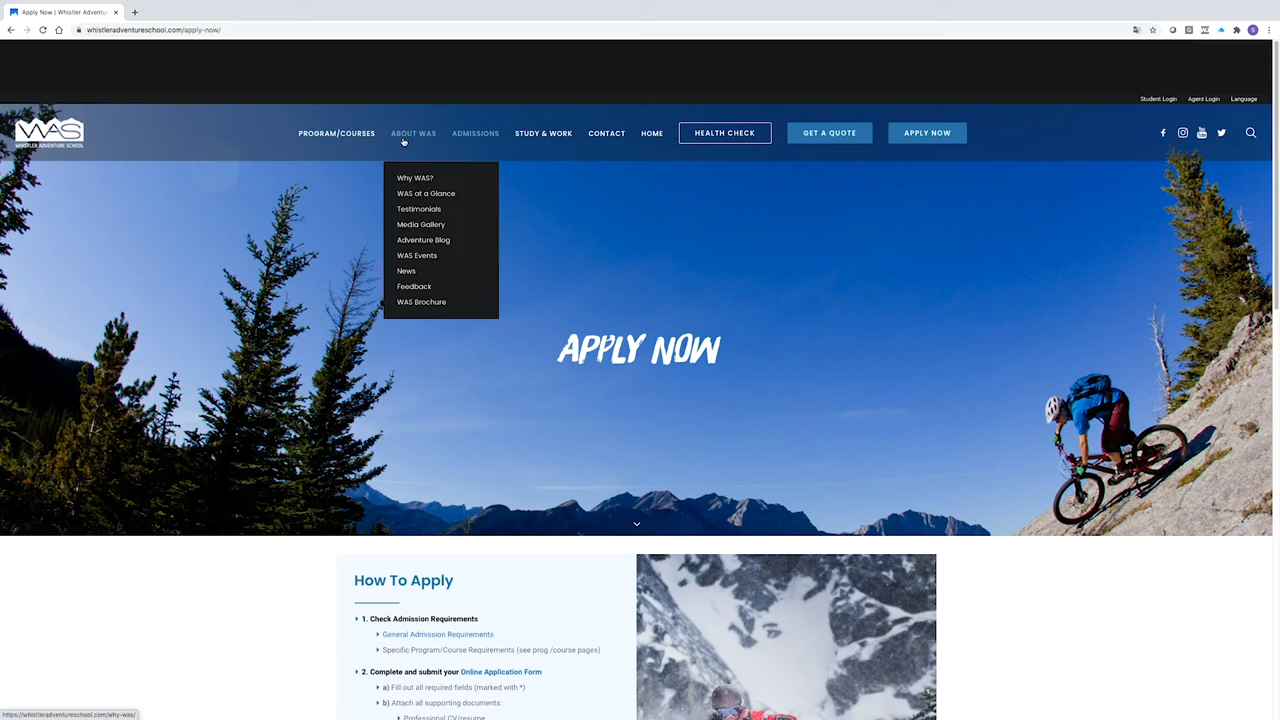 Apply Now | Whistler Adventu
whistleradventureschool.com/apply-now/
Student Login
Agent Login
Language
WAS
WHISTLER ADVENTURE SCHOOL
PROGRAM/COURSES
ABOUT WAS
ADMISSIONS
STUDY & WORK
CONTACT
HOME
HEALTH CHECK
GET A QUOTE
APPLY NOW
Why WAS?
WAS at a Glance
Testimonials
Media Gallery
Adventure Blog
WAS Events
News
Feedback
WAS Brochure
APPLY NOW
How To Apply
1. Check Admission Requirements
General Admission Requirements
Specific Program/Course Requirements (see prog./course pages)
2. Complete and submit your Online Application Form
a) Fill out all required fields (marked with *)
b) Attach all supporting documents:
Professional CV/resume
https://whistleradventureschool.com/why-was/